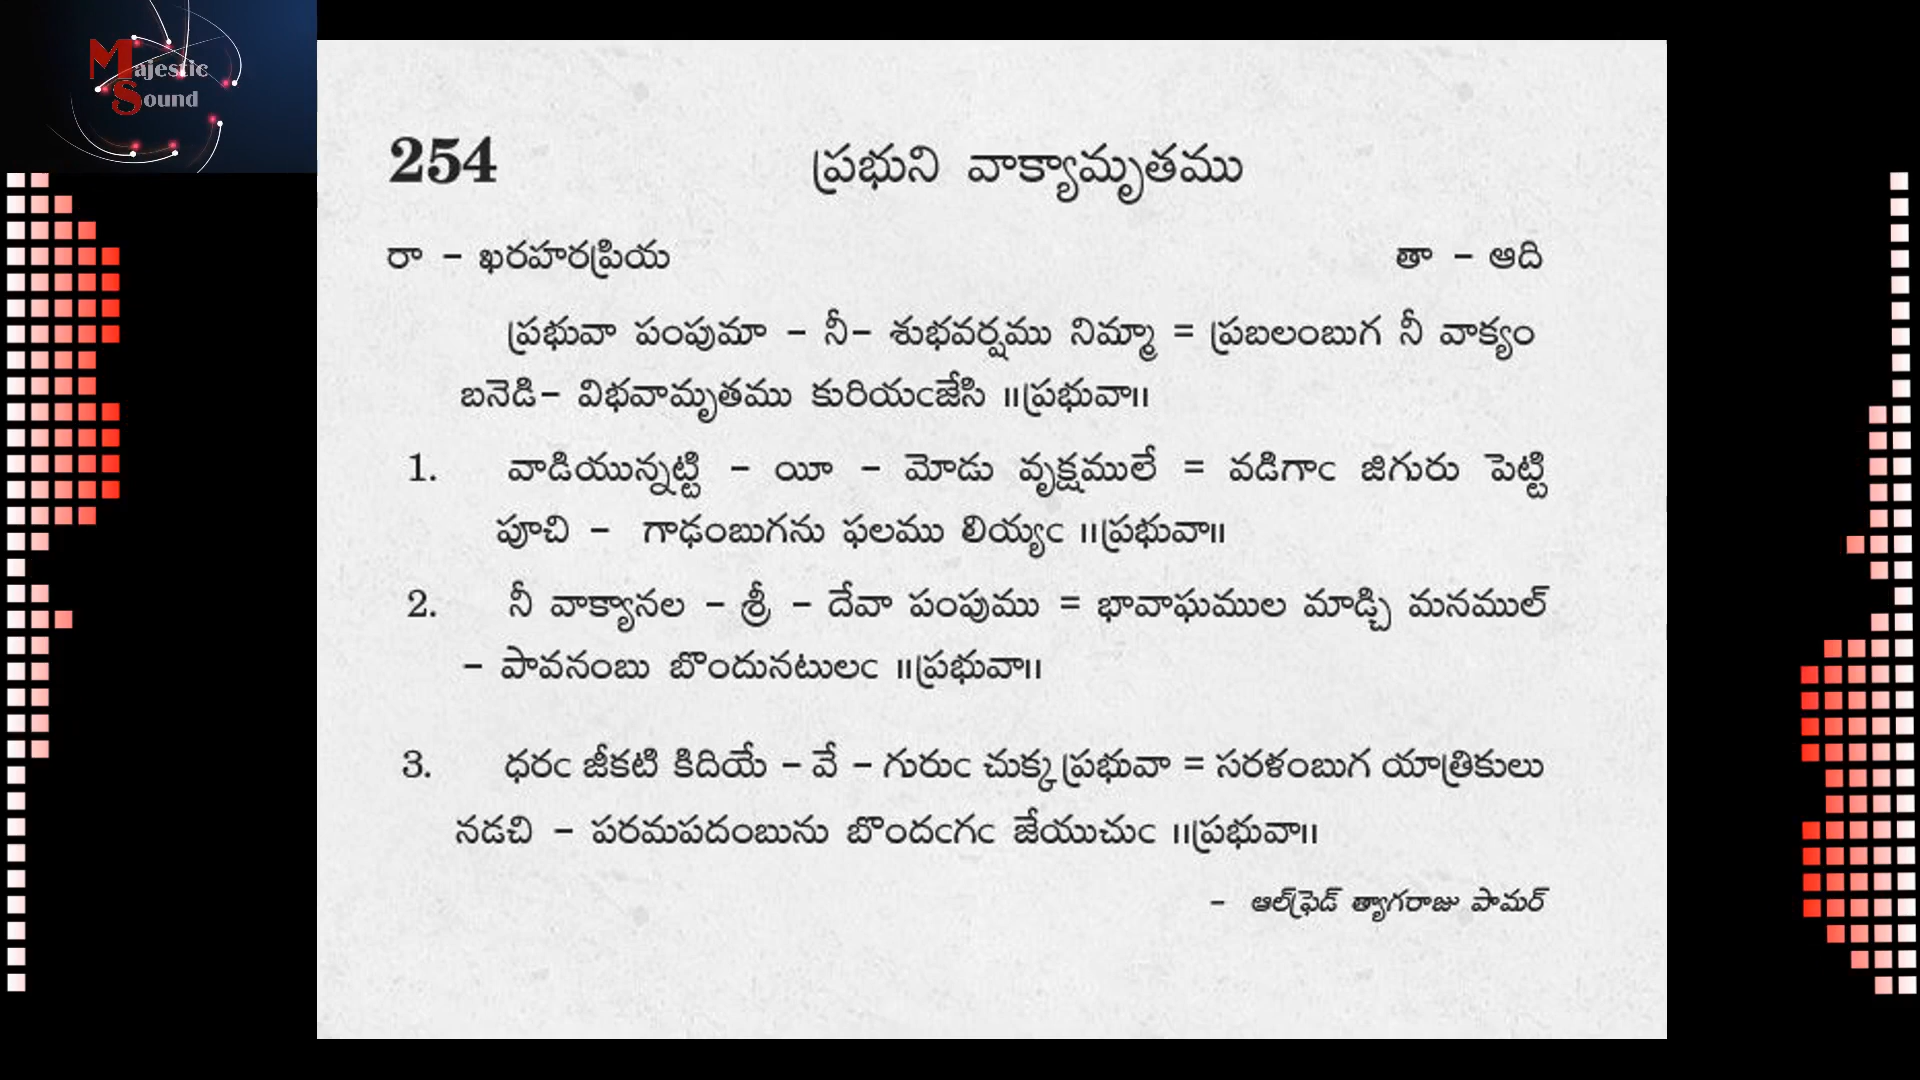 Majestic
Sound
254 ప్రభుని వాక్యామృతము
రా - ఖరహరప్రియ తా - ఆది
ప్రభువా పంపుమా - నీ- శుభవర్షము నిమ్మా = ప్రబలంబుగ నీ వాక్యం
బనెడి- విభవామృతము కురియఁజేసి ॥ప్రభువా॥
1. వాడియున్నట్టి - యీ - మోడు వృక్షములే = వడిగాఁ జిగురు పెట్టి
పూచి - గాఢంబుగను ఫలము లియ్యఁ ॥ప్రభువా॥
2. నీ వాక్యానల - శ్రీ - దేవా పంపుము = భావాఘముల మాడ్చి మనముల్
- పావనంబు బొందునటులఁ ॥ప్రభువా॥
3. ధరఁ జీకటి కిదియే - వే - గురుఁ చుక్క ప్రభువా = సరళంబుగ యాత్రికులు
నడచి - పరమపదంబును బొందఁగఁ జేయుచుఁ ॥ప్రభువా॥
- ఆల్‌ఫ్రెడ్ త్యాగరాజు పామర్